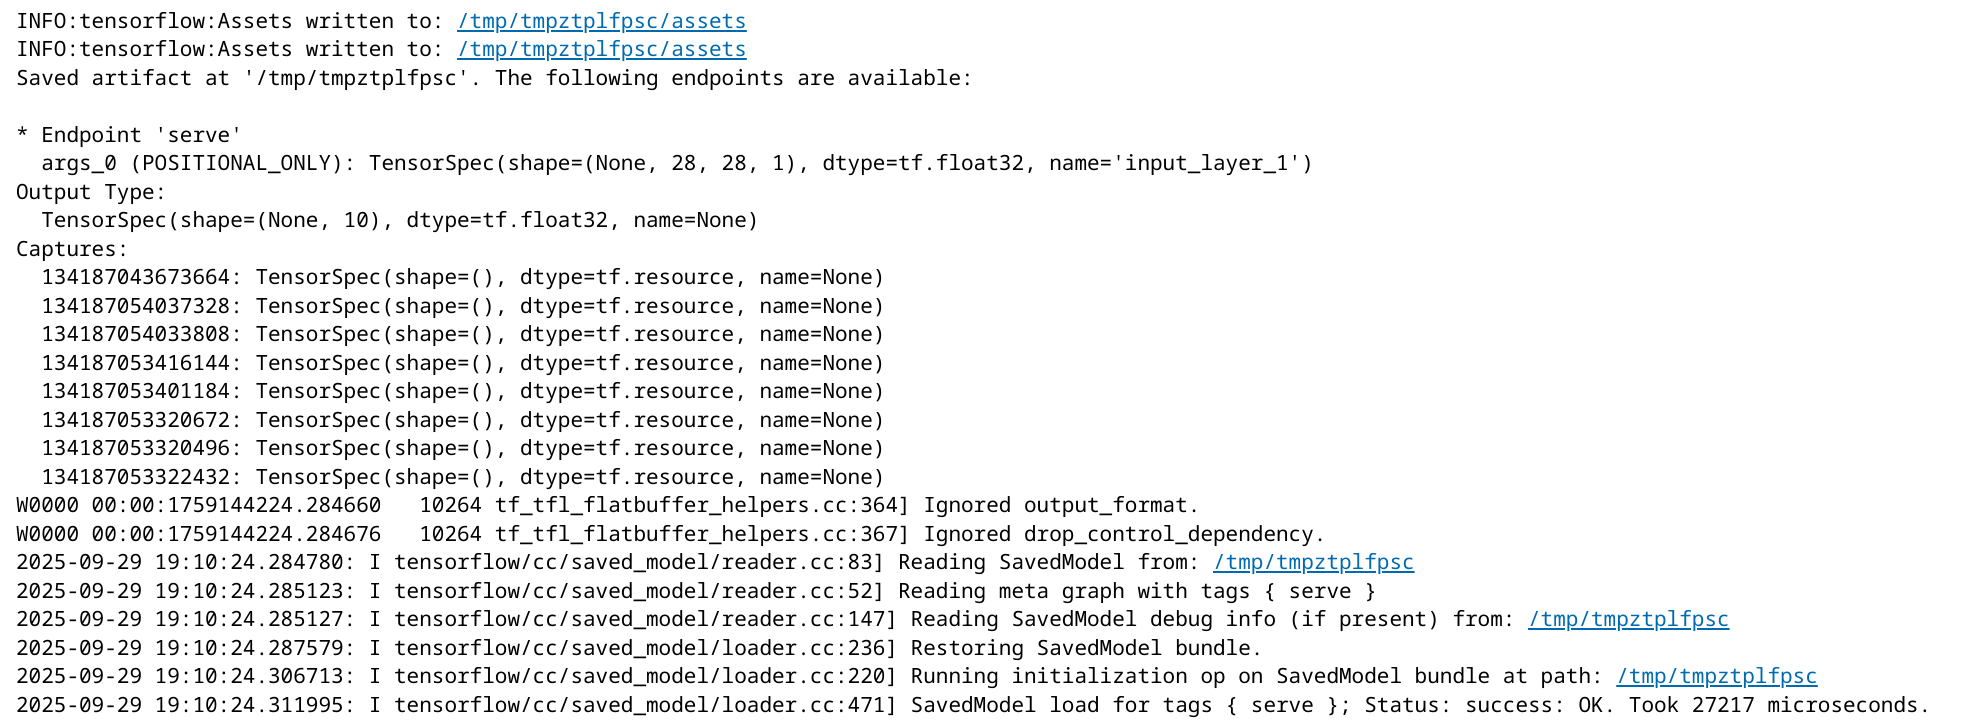 INFO:tensorflow:Assets written to: /tmp/tmpztplfpsc/assets
INFO:tensorflow:Assets written to: /tmp/tmpztplfpsc/assets
Saved artifact at '/tmp/tmpztplfpsc'. The following endpoints are available:

* Endpoint 'serve'
  args_0 (POSITIONAL_ONLY): TensorSpec(shape=(None, 28, 28, 1), dtype=tf.float32, name='input_layer_1')
Output Type:
  TensorSpec(shape=(None, 10), dtype=tf.float32, name=None)
Captures:
  134187043673664: TensorSpec(shape=(), dtype=tf.resource, name=None)
  134187054037328: TensorSpec(shape=(), dtype=tf.resource, name=None)
  134187054033808: TensorSpec(shape=(), dtype=tf.resource, name=None)
  134187053416144: TensorSpec(shape=(), dtype=tf.resource, name=None)
  134187053401184: TensorSpec(shape=(), dtype=tf.resource, name=None)
  134187053320672: TensorSpec(shape=(), dtype=tf.resource, name=None)
  134187053320496: TensorSpec(shape=(), dtype=tf.resource, name=None)
  134187053322432: TensorSpec(shape=(), dtype=tf.resource, name=None)
W0000 00:00:1759144224.284660   10264 tf_tfl_flatbuffer_helpers.cc:364] Ignored output_format.
W0000 00:00:1759144224.284676   10264 tf_tfl_flatbuffer_helpers.cc:367] Ignored drop_control_dependency.
2025-09-29 19:10:24.284780: I tensorflow/cc/saved_model/reader.cc:83] Reading SavedModel from: /tmp/tmpztplfpsc
2025-09-29 19:10:24.285123: I tensorflow/cc/saved_model/reader.cc:52] Reading meta graph with tags { serve }
2025-09-29 19:10:24.285127: I tensorflow/cc/saved_model/reader.cc:147] Reading SavedModel debug info (if present) from: /tmp/tmpztplfpsc
2025-09-29 19:10:24.287579: I tensorflow/cc/saved_model/loader.cc:236] Restoring SavedModel bundle.
2025-09-29 19:10:24.306713: I tensorflow/cc/saved_model/loader.cc:220] Running initialization op on SavedModel bundle at path: /tmp/tmpztplfpsc
2025-09-29 19:10:24.311995: I tensorflow/cc/saved_model/loader.cc:471] SavedModel load for tags { serve }; Status: success: OK. Took 27217 microseconds.